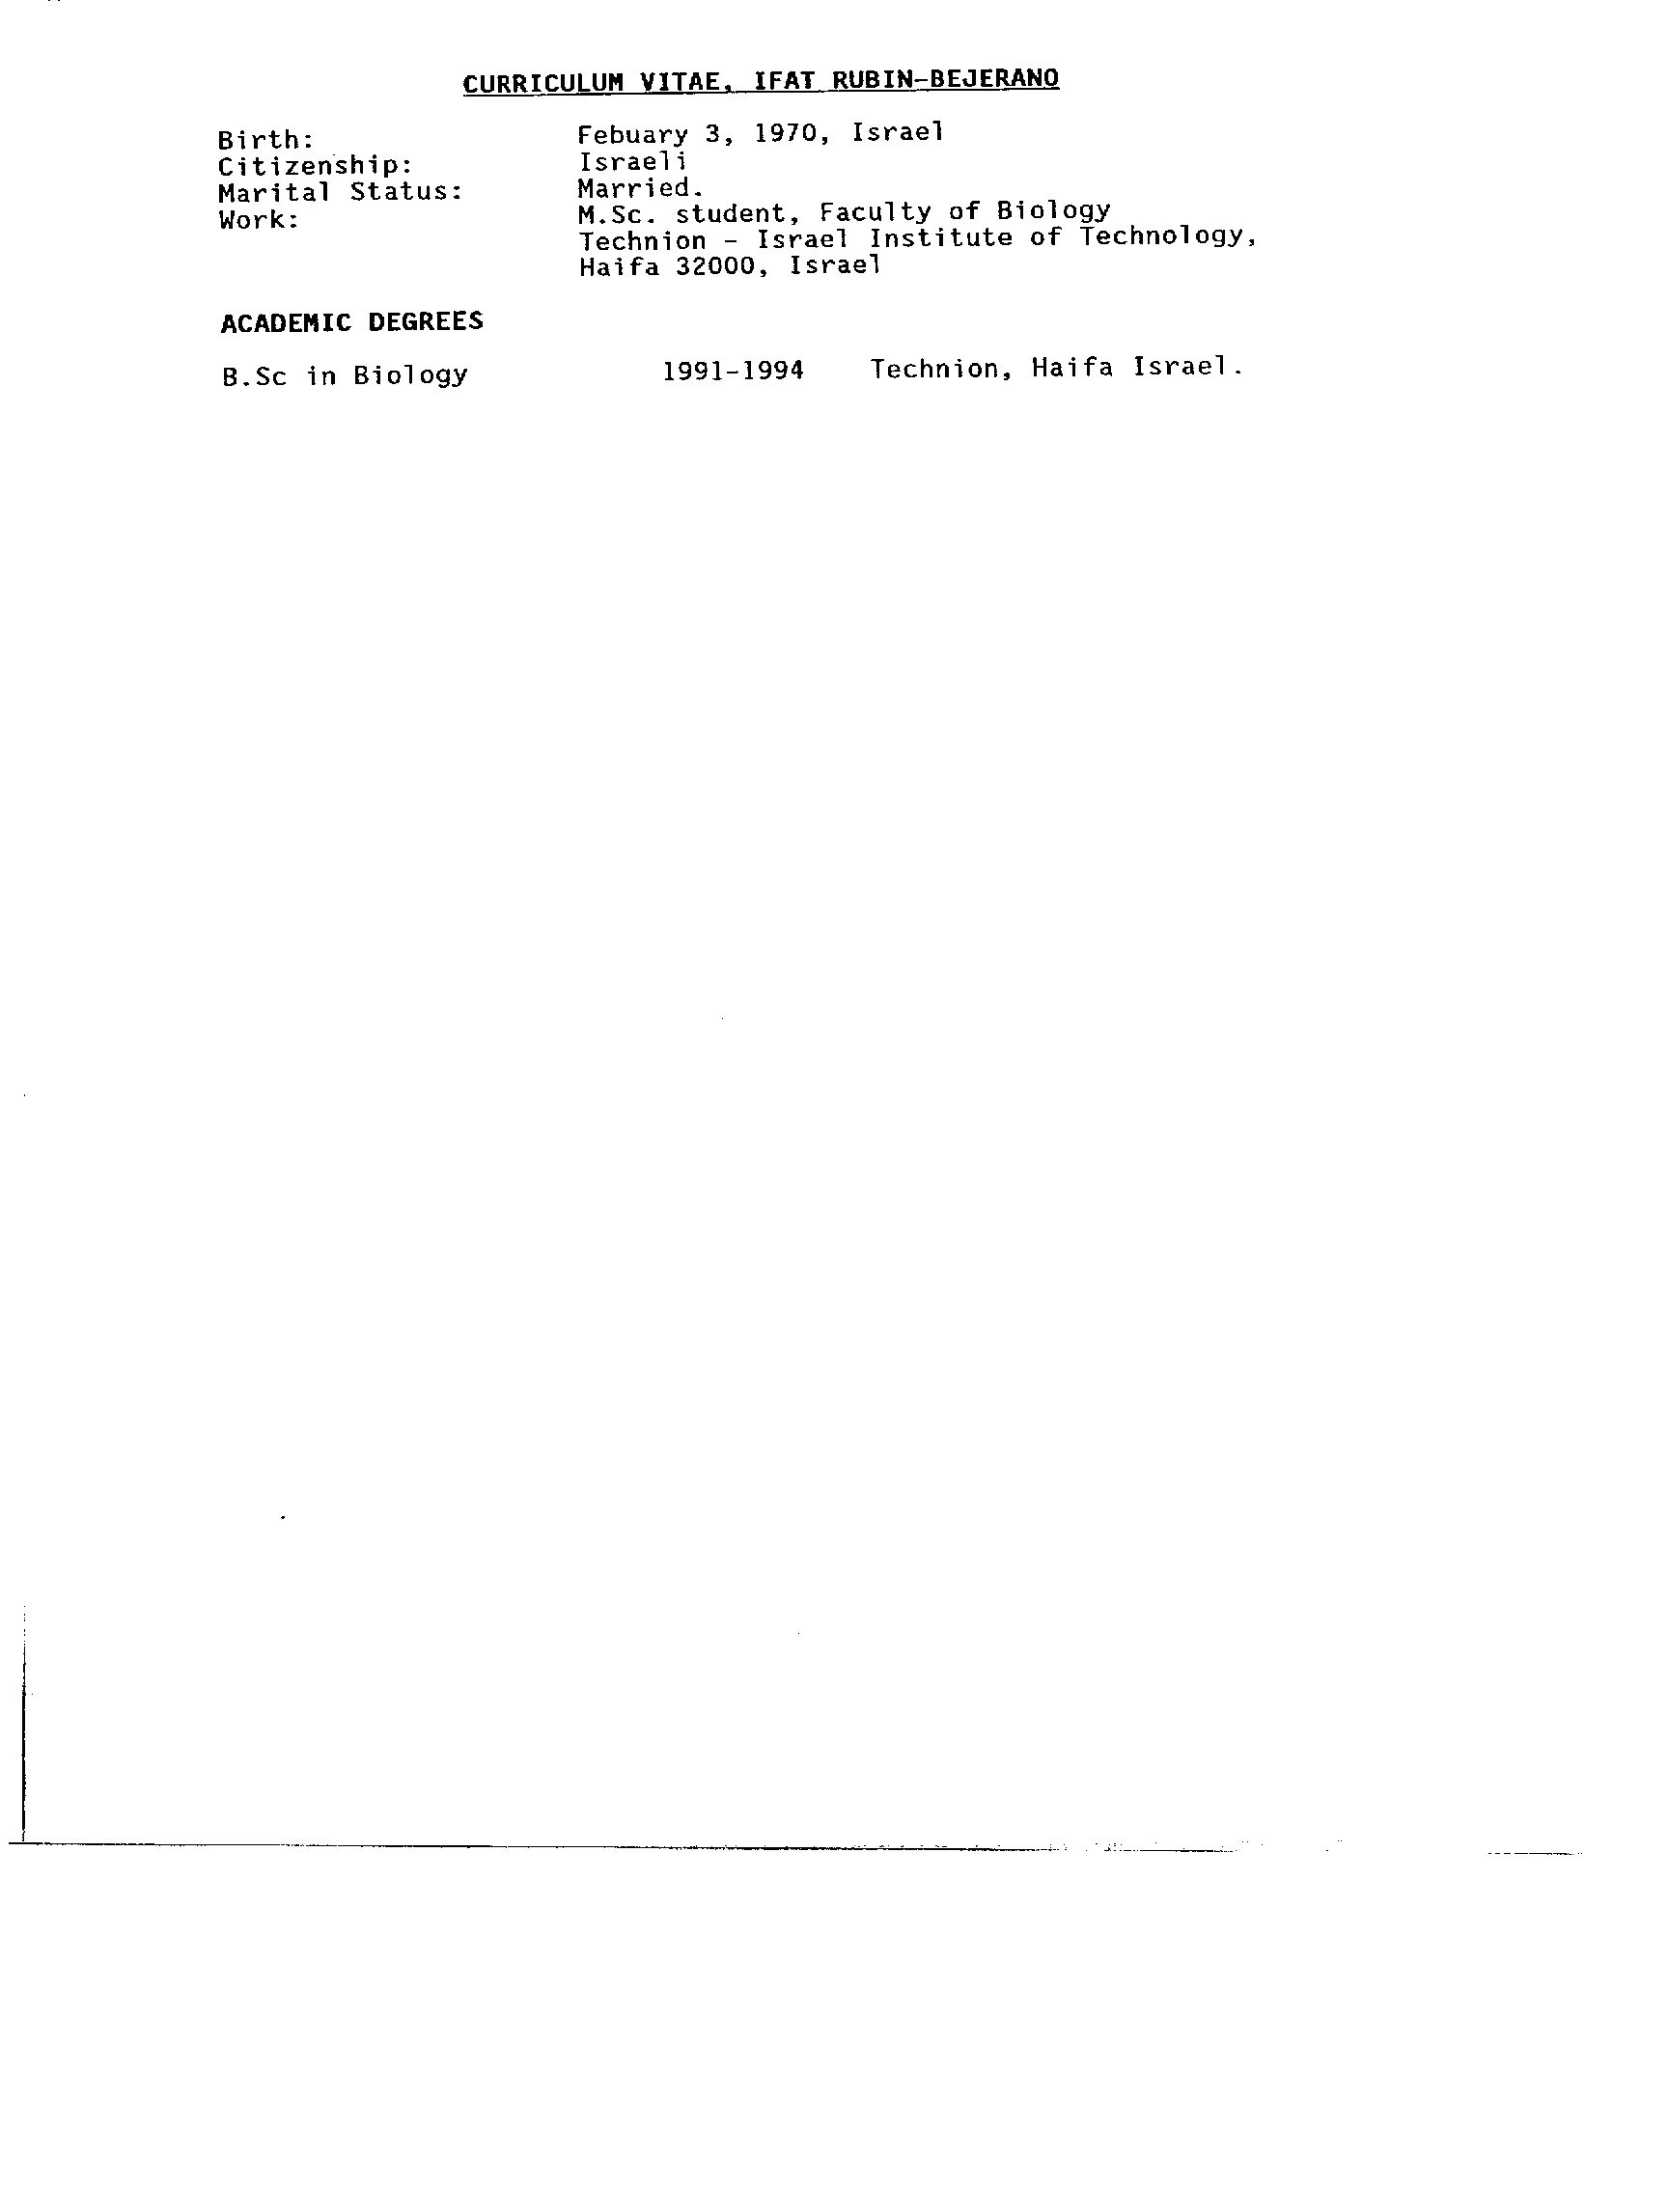 CURRICULUM VITAE, IFAT RUBIN-BEJERANO
Birth: Febuary 3, 1970, Israel
Citizenship: Israeli
Marital Status: Married.
Work: M.Sc. student, Faculty of Biology
Technion - Israel Institute of Technology,
Haifa 32000, Israel
ACADEMIC DEGREES
B.Sc in Biology 1991-1994 Technion, Haifa Israel.